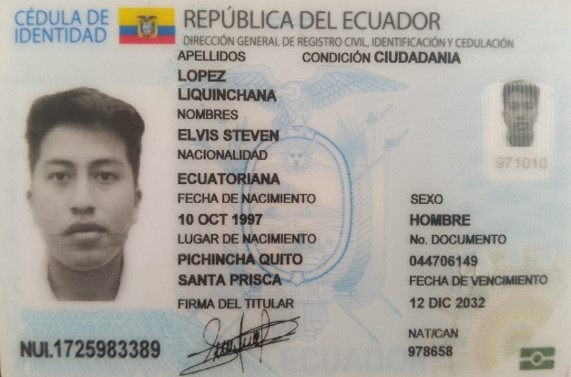 CÉDULA DE
IDENTIDAD
REPÚBLICA DEL ECUADOR
DIRECCIÓN GENERAL DE REGISTRO CIVIL, IDENTIFICACIÓN Y CEDULACIÓN
APELLIDOS
CONDICIÓN CIUDADANIA
LOPEZ
LIQUINCHANA
NOMBRES
ELVIS STEVEN
NACIONALIDAD
ECUATORIANA
971010
FECHA DE NACIMIENTO
SEXO
10 OCT 1997
HOMBRE
LUGAR DE NACIMIENTO
No. DOCUMENTO
PICHINCHA QUITO
044706149
SANTA PRISCA
FECHA DE VENCIMIENTO
FIRMA DEL TITULAR
12 DIC 2032
NAT/CAN
978658
NUI.1725983389
ECUADOR